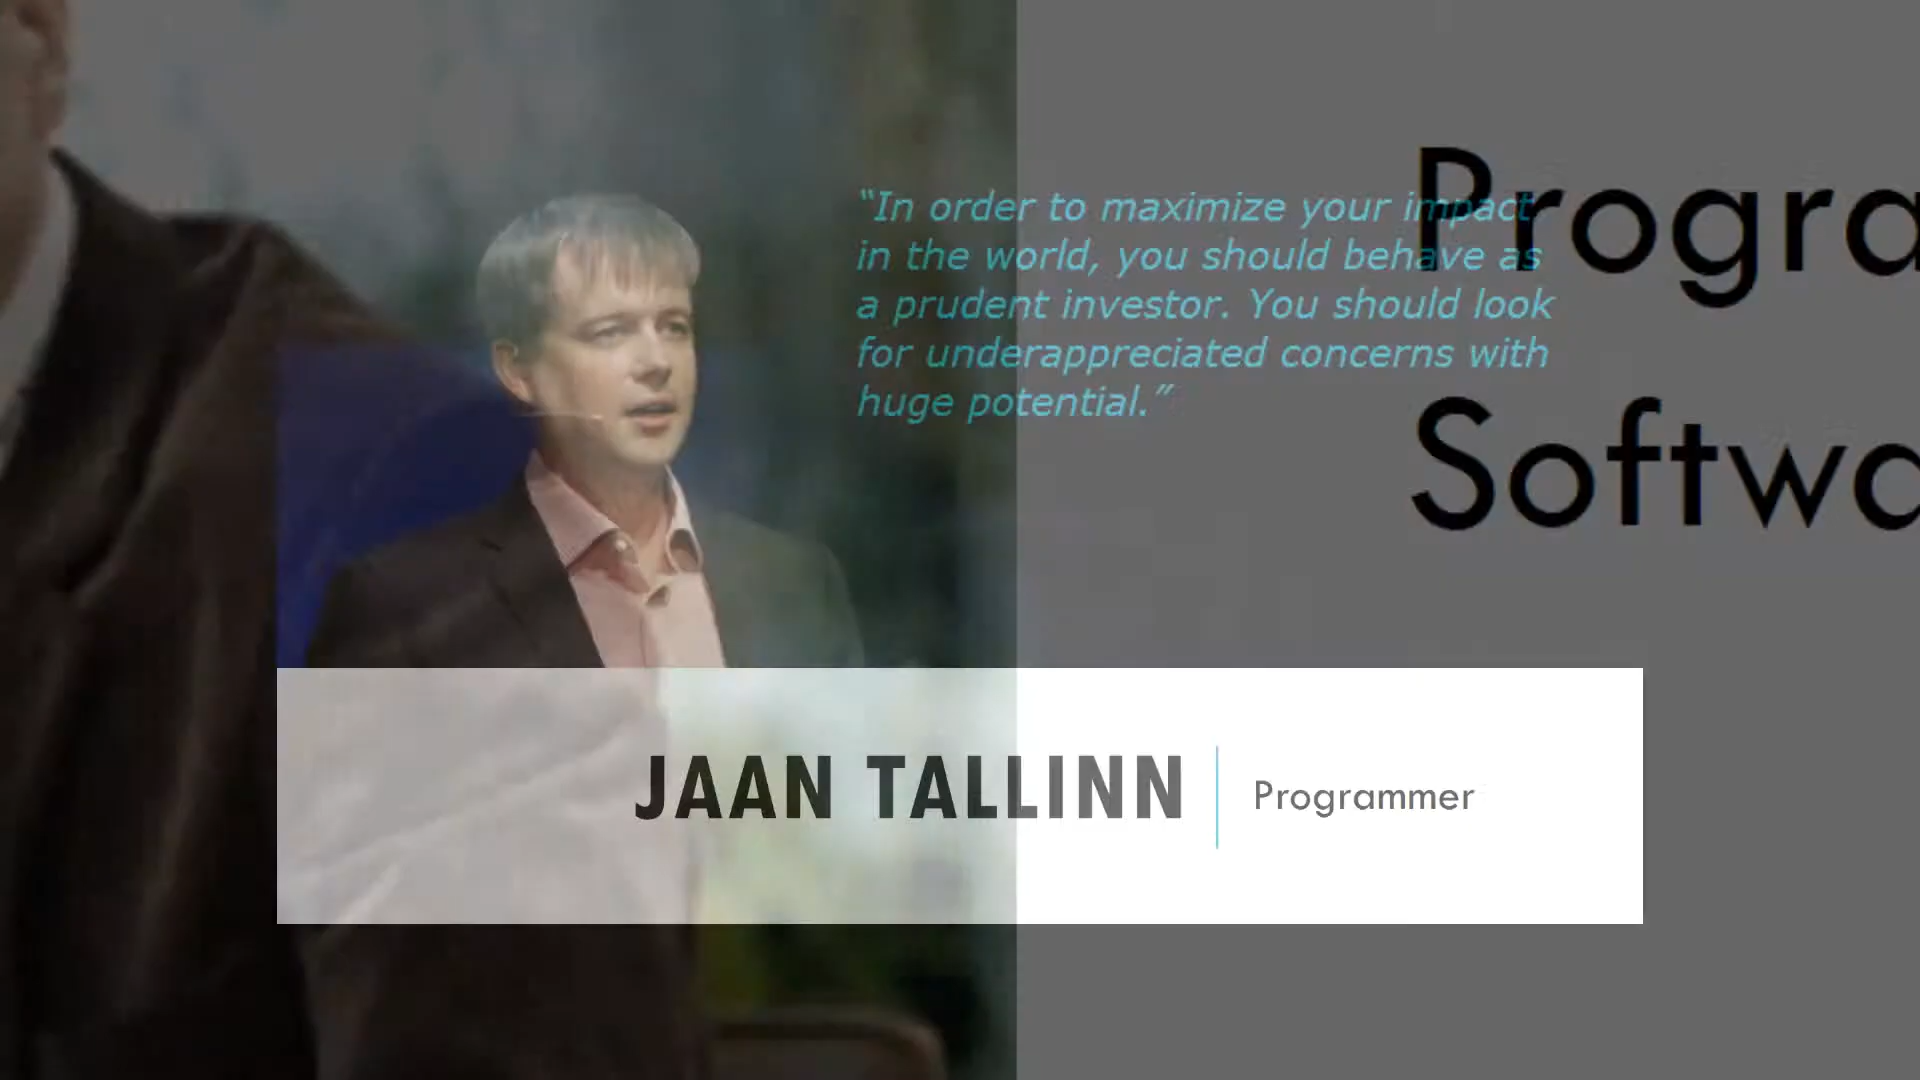 “In order to maximize your impact
in the world, you should behave as
a prudent investor. You should look
for underappreciated concerns with
huge potential.”
Progra
Softwa
JAAN TALLINN
Programmer